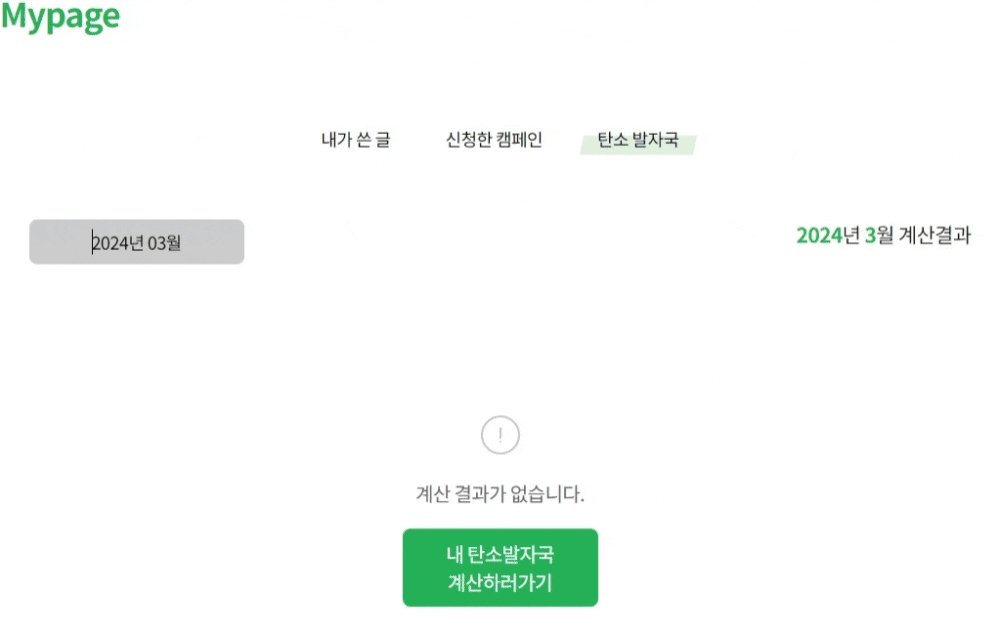 Mypage
내가 쓴 글 신청한 캠페인 탄소 발자국
2024년 03월
2024년 3월 계산결과
!
계산 결과가 없습니다.
내 탄소발자국
계산하러가기